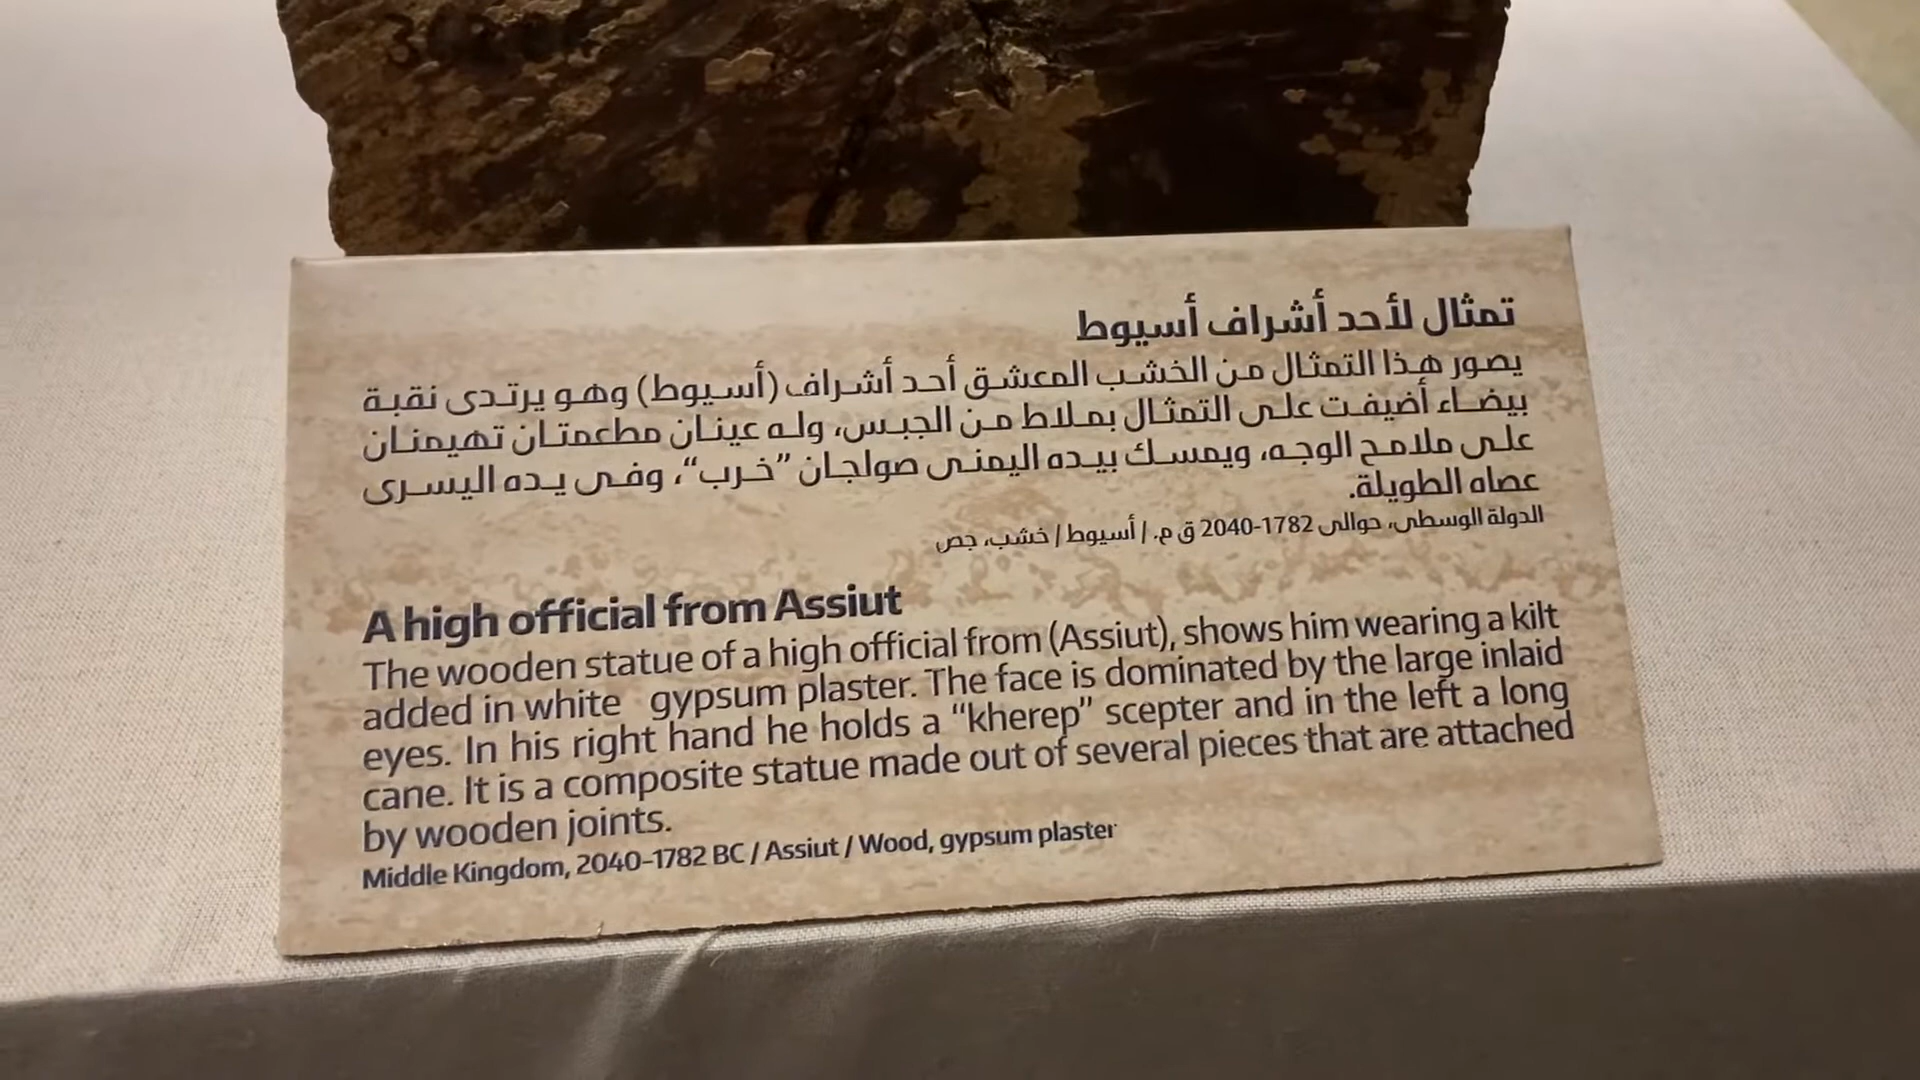 تمثال لأحد أشراف أسيوط
يصور هذا التمثال من الخشب المعشق أحد أشراف (أسيوط) وهو يرتدى نقبة
بيضاء أضيفت على التمثال بملاط من الجبس، وله عينان مطعمتان تهيمنان
على ملامح الوجه، ويمسك بيده اليمنى صولجان "خرب"، وفى يده اليسرى
عصاه الطويلة.
الدولة الوسطى، حوالى 1782-2040 ق م. / أسيوط / خشب، جص
A high official from Assiut
The wooden statue of a high official from (Assiut), shows him wearing a kilt
added in white gypsum plaster. The face is dominated by the large inlaid
eyes. In his right hand he holds a "kherep" scepter and in the left a long
cane. It is a composite statue made out of several pieces that are attached
by wooden joints.
Middle Kingdom, 2040-1782 BC / Assiut / Wood, gypsum plaster